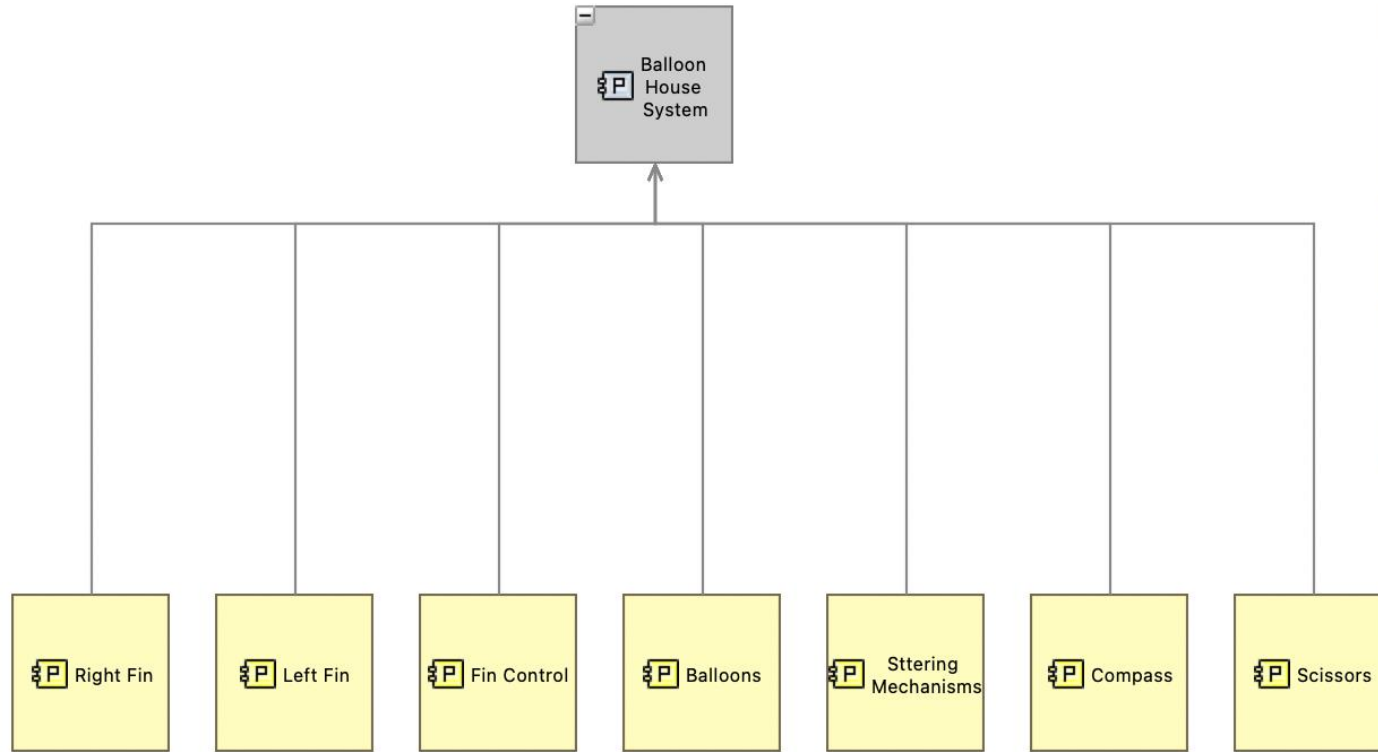 Balloon
House
System
P
Right Fin
P
Left Fin
P
Fin Control
P
Balloons
P
Sttering
Mechanisms
P
Compass
P
Scissors
P